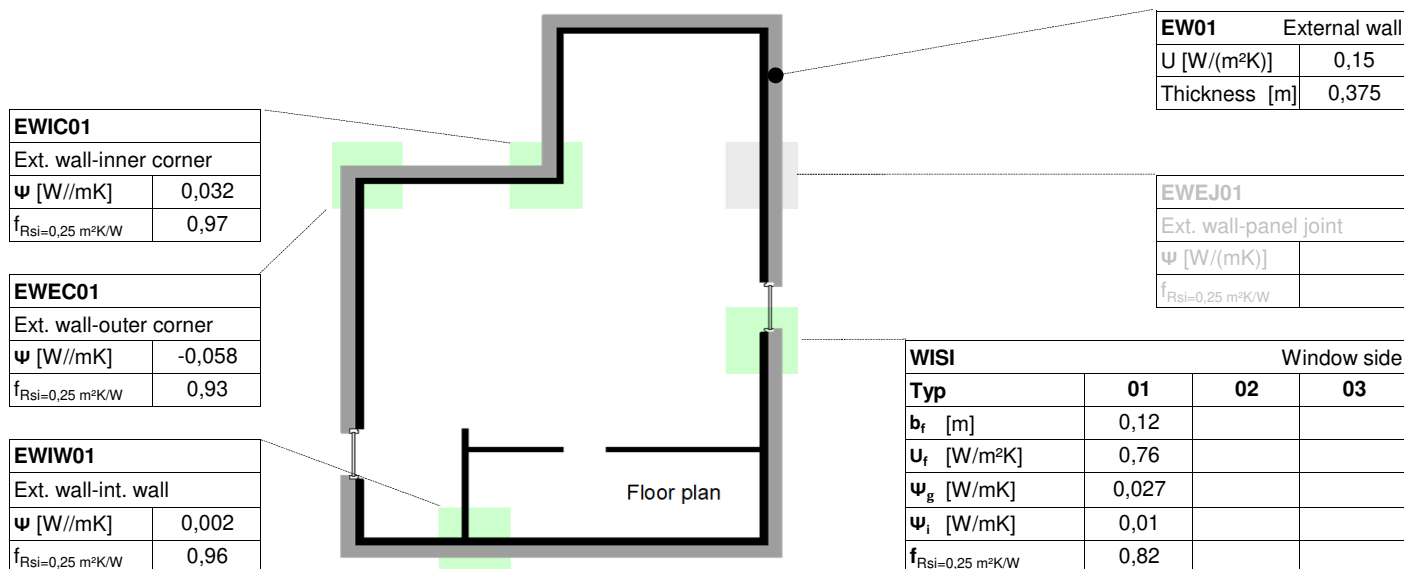 EW01 External wall
U [W/(m²K)] 0,15
Thickness [m] 0,375
EWIC01
Ext. wall-inner corner
Ψ [W//mK] 0,032
fRsi=0,25 m²K/W 0,97
EWEJ01
Ext. wall-panel joint
Ψ [W/(mK)]
fRsi=0,25 m²K/W
EWEC01
Ext. wall-outer corner
Ψ [W//mK] -0,058
fRsi=0,25 m²K/W 0,93
WISI Window side
Typ 01 02 03
bf [m] 0,12
Uf [W/m²K] 0,76
Ψg [W/mK] 0,027
Ψi [W/mK] 0,01
fRsi=0,25 m²K/W 0,82
EWIW01
Ext. wall-int. wall
Ψ [W//mK] 0,002
fRsi=0,25 m²K/W 0,96
Floor plan